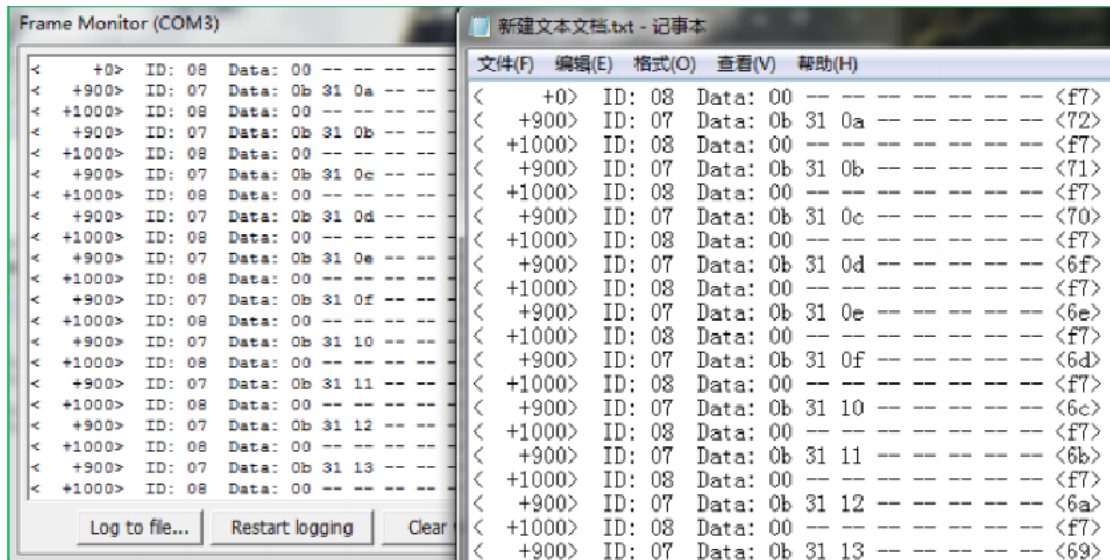 Frame Monitor (COM3)
< +0> ID: 08 Data: 00 -- -- -- -- --
< +900> ID: 07 Data: 0b 31 0a -- -- --
< +1000> ID: 08 Data: 00 -- -- -- -- --
< +900> ID: 07 Data: 0b 31 0b -- -- --
< +1000> ID: 08 Data: 00 -- -- -- -- --
< +900> ID: 07 Data: 0b 31 0c -- -- --
< +1000> ID: 08 Data: 00 -- -- -- -- --
< +900> ID: 07 Data: 0b 31 0d -- -- --
< +1000> ID: 08 Data: 00 -- -- -- -- --
< +900> ID: 07 Data: 0b 31 0e -- -- --
< +1000> ID: 08 Data: 00 -- -- -- -- --
< +900> ID: 07 Data: 0b 31 0f -- -- --
< +1000> ID: 08 Data: 00 -- -- -- -- --
< +900> ID: 07 Data: 0b 31 10 -- -- --
< +1000> ID: 08 Data: 00 -- -- -- -- --
< +900> ID: 07 Data: 0b 31 11 -- -- --
< +1000> ID: 08 Data: 00 -- -- -- -- --
< +900> ID: 07 Data: 0b 31 12 -- -- --
< +1000> ID: 08 Data: 00 -- -- -- -- --
< +900> ID: 07 Data: 0b 31 13 -- -- --
< +1000> ID: 08 Data: 00 -- -- -- -- --
Log to file... Restart logging Clear
新建文本文档.txt - 记事本
文件(F) 编辑(E) 格式(O) 查看(V) 帮助(H)
< +0> ID: 08 Data: 00 -- -- -- -- -- -- -- <f7>
< +900> ID: 07 Data: 0b 31 0a -- -- -- -- -- <72>
< +1000> ID: 08 Data: 00 -- -- -- -- -- -- -- <f7>
< +900> ID: 07 Data: 0b 31 0b -- -- -- -- -- <71>
< +1000> ID: 08 Data: 00 -- -- -- -- -- -- -- <f7>
< +900> ID: 07 Data: 0b 31 0c -- -- -- -- -- <70>
< +1000> ID: 08 Data: 00 -- -- -- -- -- -- -- <f7>
< +900> ID: 07 Data: 0b 31 0d -- -- -- -- -- <6f>
< +1000> ID: 08 Data: 00 -- -- -- -- -- -- -- <f7>
< +900> ID: 07 Data: 0b 31 0e -- -- -- -- -- <6e>
< +1000> ID: 08 Data: 00 -- -- -- -- -- -- -- <f7>
< +900> ID: 07 Data: 0b 31 0f -- -- -- -- -- <6d>
< +1000> ID: 08 Data: 00 -- -- -- -- -- -- -- <f7>
< +900> ID: 07 Data: 0b 31 10 -- -- -- -- -- <6c>
< +1000> ID: 08 Data: 00 -- -- -- -- -- -- -- <f7>
< +900> ID: 07 Data: 0b 31 11 -- -- -- -- -- <6b>
< +1000> ID: 08 Data: 00 -- -- -- -- -- -- -- <f7>
< +900> ID: 07 Data: 0b 31 12 -- -- -- -- -- <6a>
< +1000> ID: 08 Data: 00 -- -- -- -- -- -- -- <f7>
< +900> ID: 07 Data: 0b 31 13 -- -- -- -- -- <69>